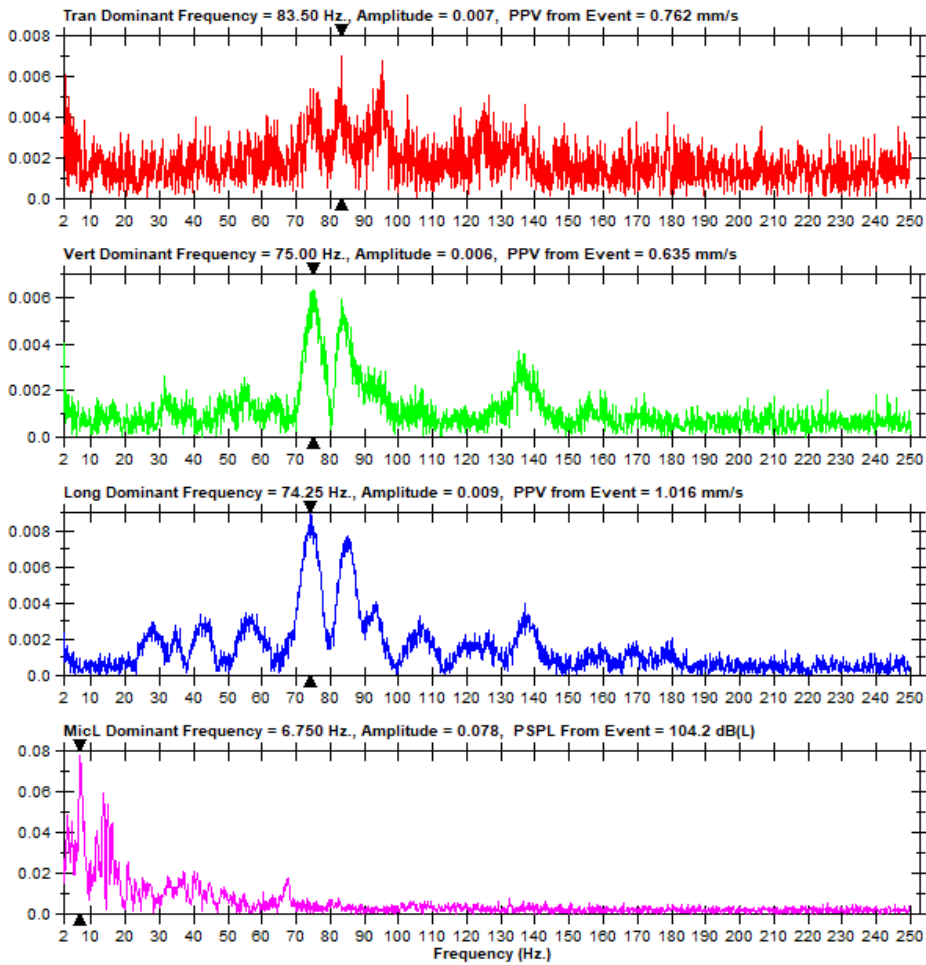 Tran Dominant Frequency = 83.50 Hz., Amplitude = 0.007, PPV from Event = 0.762 mm/s
0.008
0.006
0.004
0.002
0.0
2 10 20 30 40 50 60 70 80 90 100 110 120 130 140 150 160 170 180 190 200 210 220 230 240 250
Vert Dominant Frequency = 75.00 Hz., Amplitude = 0.006, PPV from Event = 0.635 mm/s
0.006
0.004
0.002
0.0
2 10 20 30 40 50 60 70 80 90 100 110 120 130 140 150 160 170 180 190 200 210 220 230 240 250
Long Dominant Frequency = 74.25 Hz., Amplitude = 0.009, PPV from Event = 1.016 mm/s
0.008
0.006
0.004
0.002
0.0
2 10 20 30 40 50 60 70 80 90 100 110 120 130 140 150 160 170 180 190 200 210 220 230 240 250
MicL Dominant Frequency = 6.750 Hz., Amplitude = 0.078, PSPL From Event = 104.2 dB(L)
0.08
0.06
0.04
0.02
0.0
2 10 20 30 40 50 60 70 80 90 100 110 120 130 140 150 160 170 180 190 200 210 220 230 240 250
Frequency (Hz.)